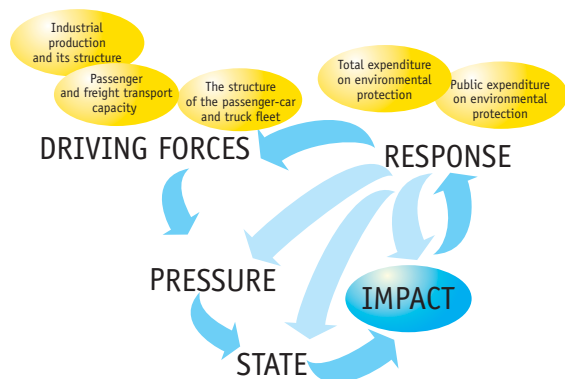 Industrial
production
and its structure
Passenger
and freight transport
capacity
The structure
of the passenger-car
and truck fleet
Total expenditure
on environmental
protection
Public expenditure
on environmental
protection
DRIVING FORCES
RESPONSE
PRESSURE
IMPACT
STATE